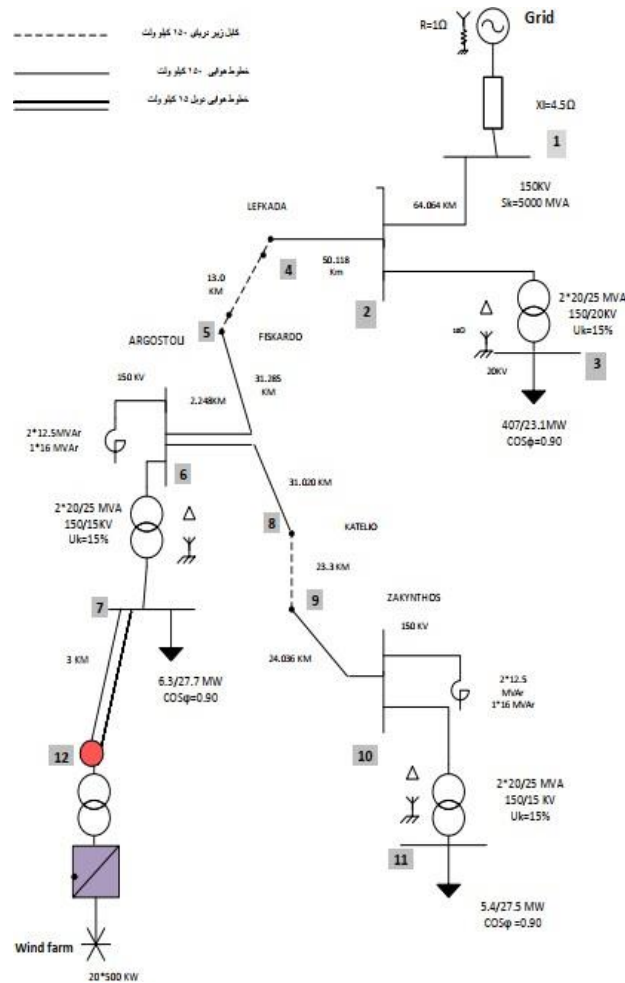 کابل زیر دریای ۱۵۰ کیلو ولت
خطوط هوایی ۱۵۰ کیلو ولت
خطوط هوایی دوبل ۱۵ کیلو ولت
R=1Ω
Grid
Xl=4.5Ω
1
150KV
Sk=5000 MVA
64.064 KM
LEFKADA
50.118
Km
4
2
13.0
KM
5
FISKARDO
ARGOSTOLI
2*20/25 MVA
150/20KV
Uk=15%
3
20KV
407/23.1MW
COSϕ=0.90
150 KV
31.285
KM
2.248KM
2*12.5MVAr
1*16 MVAr
6
2*20/25 MVA
150/15KV
Uk=15%
31.020 KM
8
KATELIO
23.3 KM
9
ZAKYNTHOS
150 KV
24.036 KM
7
3 KM
6.3/27.7 MW
COSφ=0.90
2*12.5
MVAr
1*16 MVAr
10
12
2*20/25 MVA
150/15 KV
Uk=15%
11
5.4/27.5 MW
COSφ =0.90
Wind farm
20*500 KW